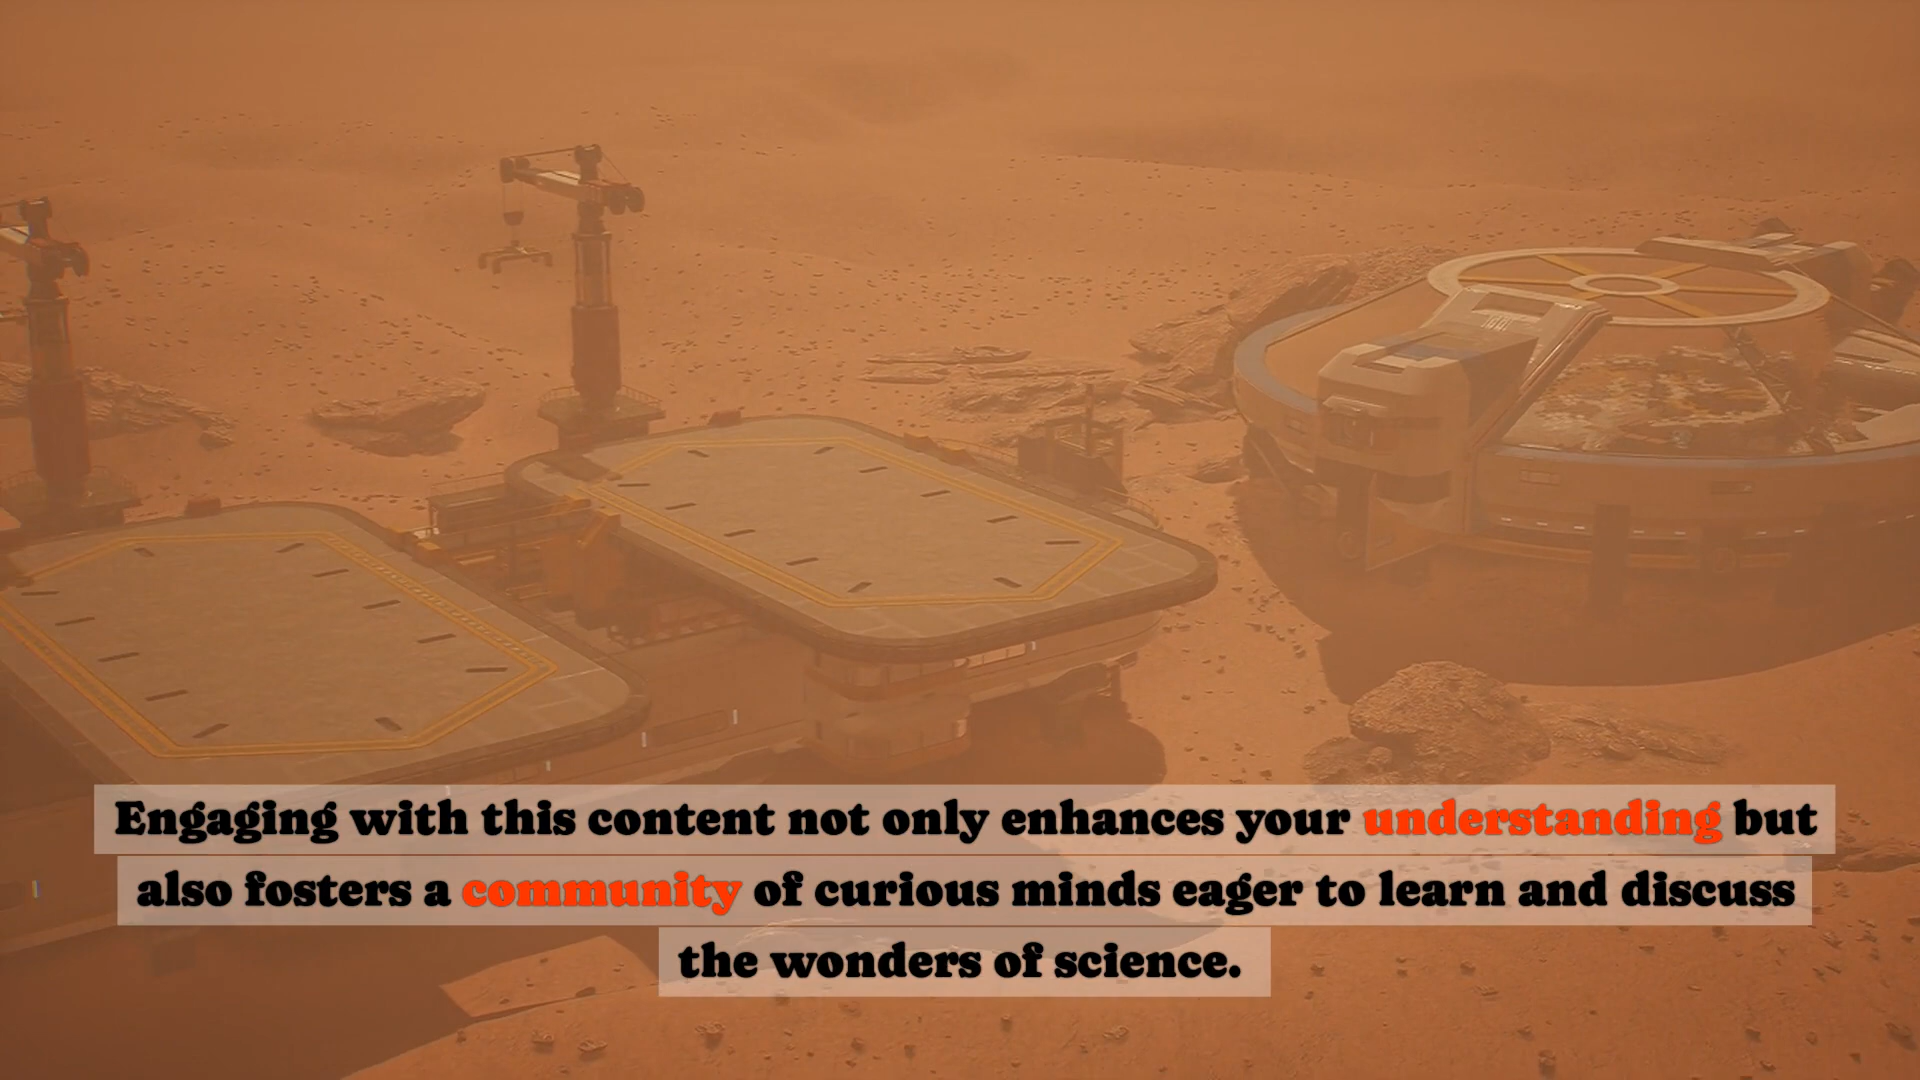 Engaging with this content not only enhances your understanding but
also fosters a community of curious minds eager to learn and discuss
the wonders of science.